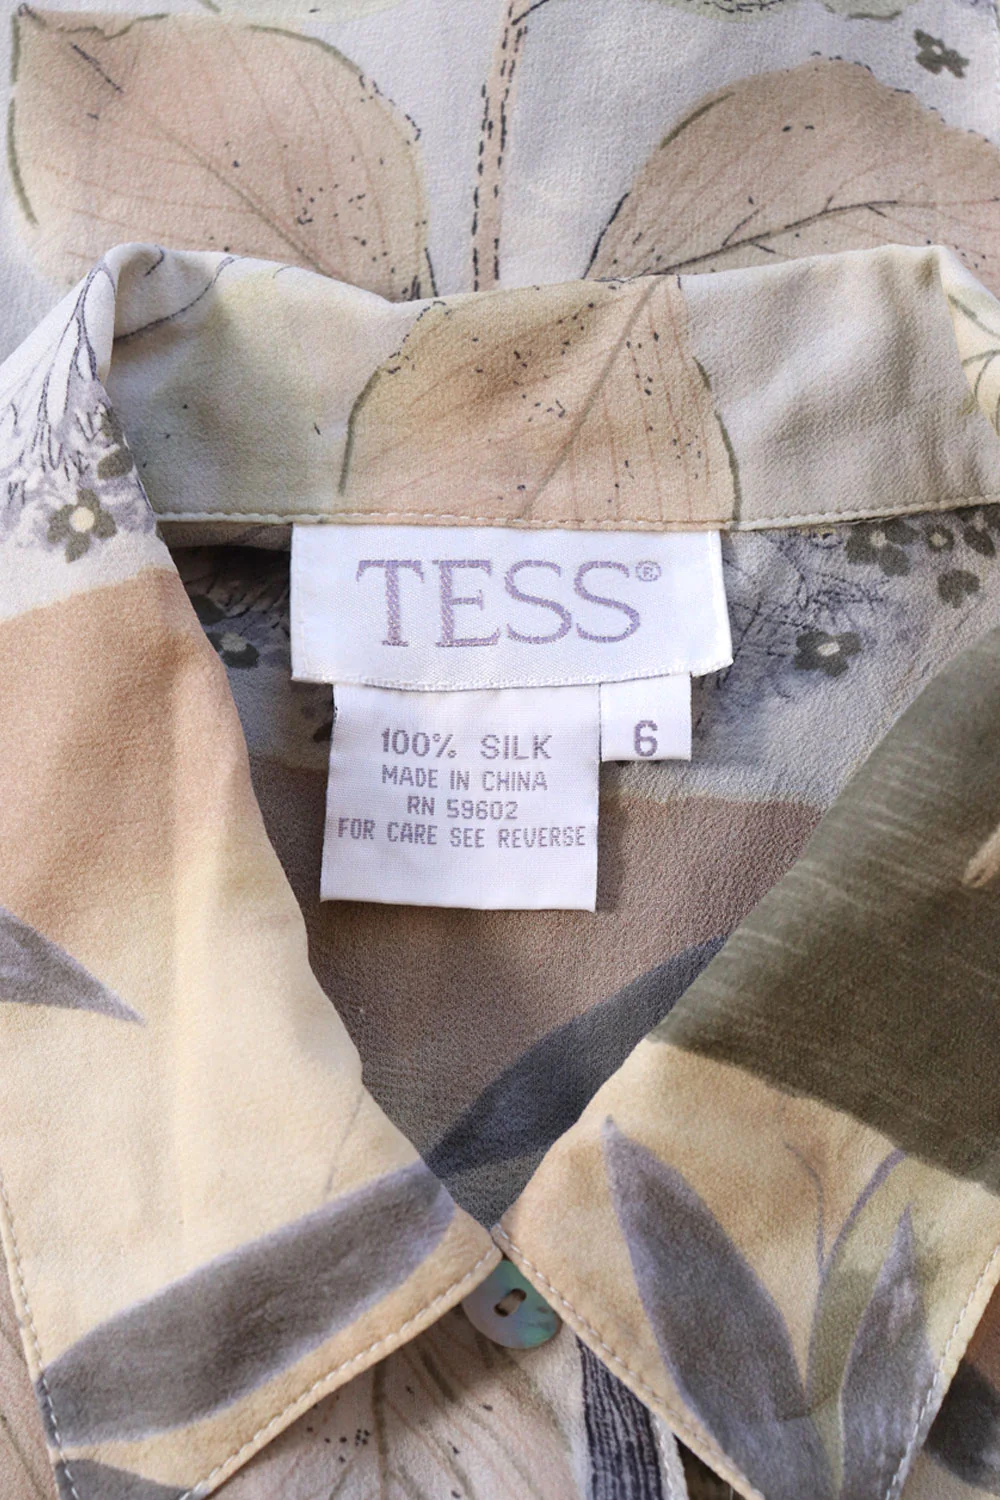 TESS®
100% SILK
6
MADE IN CHINA
RN 59602
FOR CARE SEE REVERSE